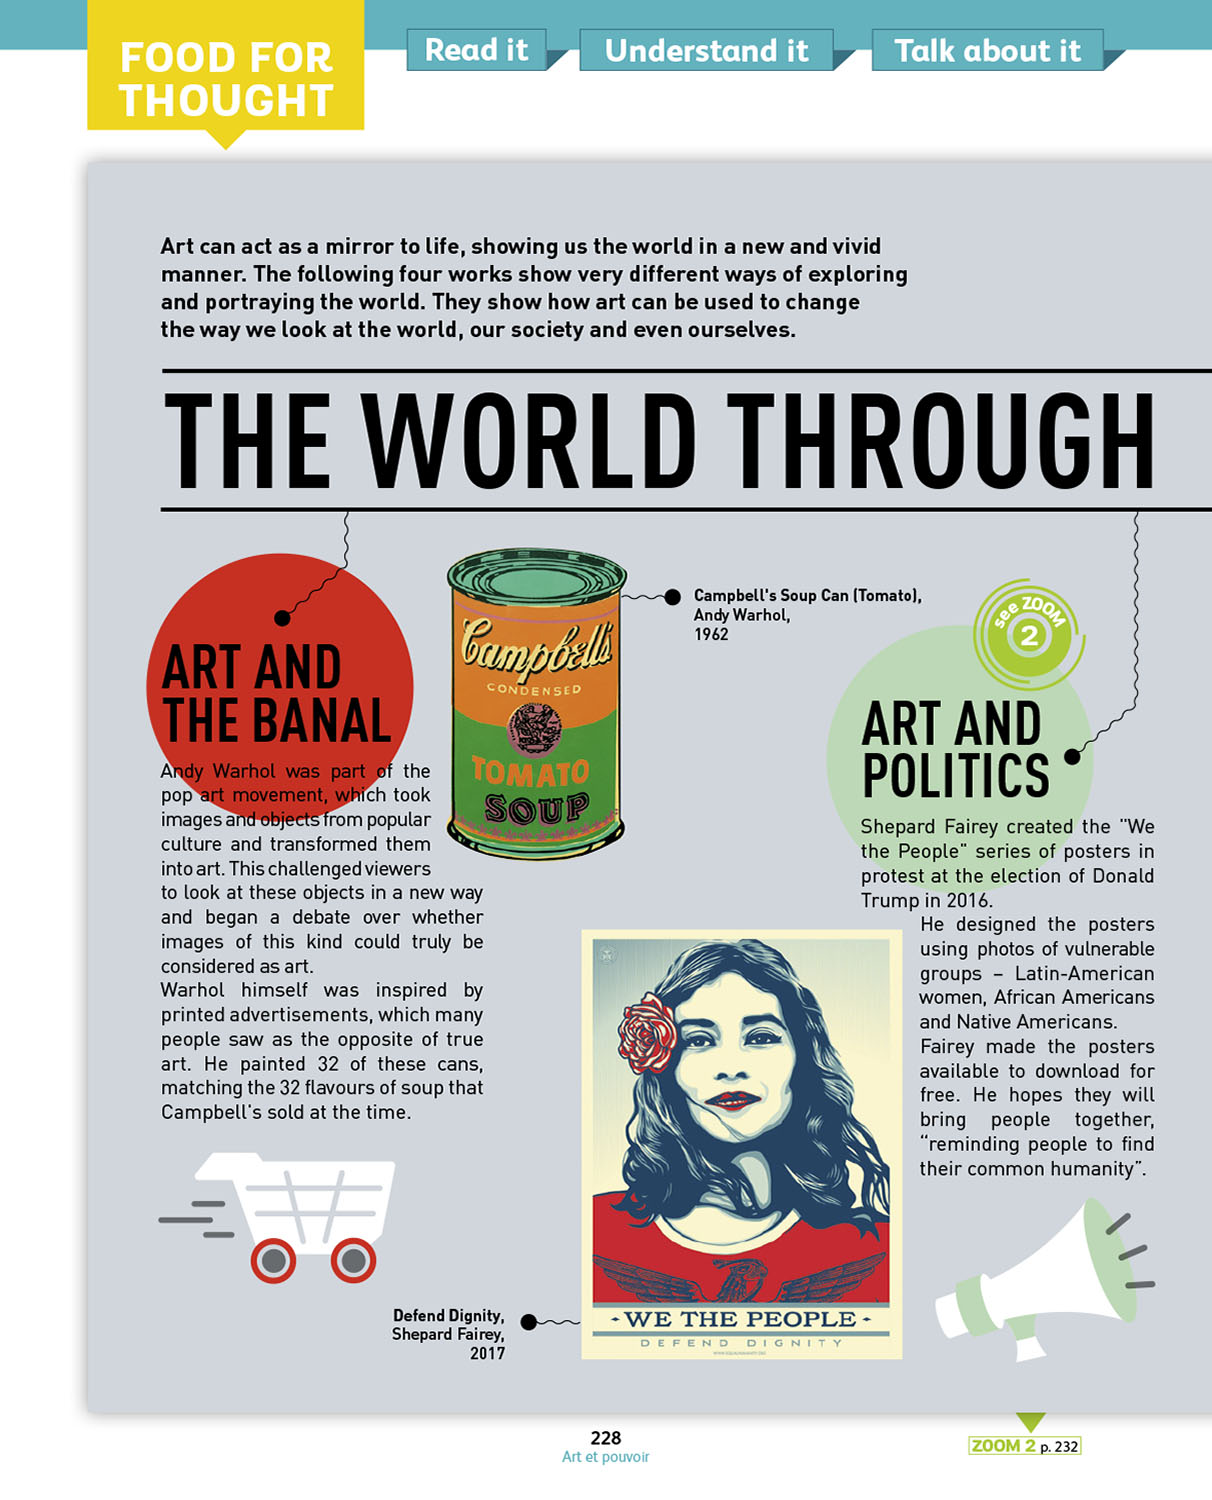 FOOD FOR
THOUGHT
Read it
Understand it
Talk about it
Art can act as a mirror to life, showing us the world in a new and vivid
manner. The following four works show very different ways of exploring
and portraying the world. They show how art can be used to change
the way we look at the world, our society and even ourselves.
THE WORLD THROUGH
ART AND
THE BANAL
Andy Warhol was part of the
pop art movement, which took
images and objects from popular
culture and transformed them
into art. This challenged viewers
to look at these objects in a new way
and began a debate over whether
images of this kind could truly be
considered as art.
Warhol himself was inspired by
printed advertisements, which many
people saw as the opposite of true
art. He painted 32 of these cans,
matching the 32 flavours of soup that
Campbell's sold at the time.
Campbell's
CONDENSED
TOMATO
SOUP
Campbell's Soup Can (Tomato),
Andy Warhol,
1962
see ZOOM
2
ART AND
POLITICS
Shepard Fairey created the "We
the People" series of posters in
protest at the election of Donald
Trump in 2016.
He designed the posters
using photos of vulnerable
groups – Latin-American
women, African Americans
and Native Americans.
Fairey made the posters
available to download for
free. He hopes they will
bring people together,
“reminding people to find
their common humanity”.
WE THE PEOPLE
DEFEND DIGNITY
Defend Dignity,
Shepard Fairey,
2017
228
Art et pouvoir
ZOOM 2 p. 232